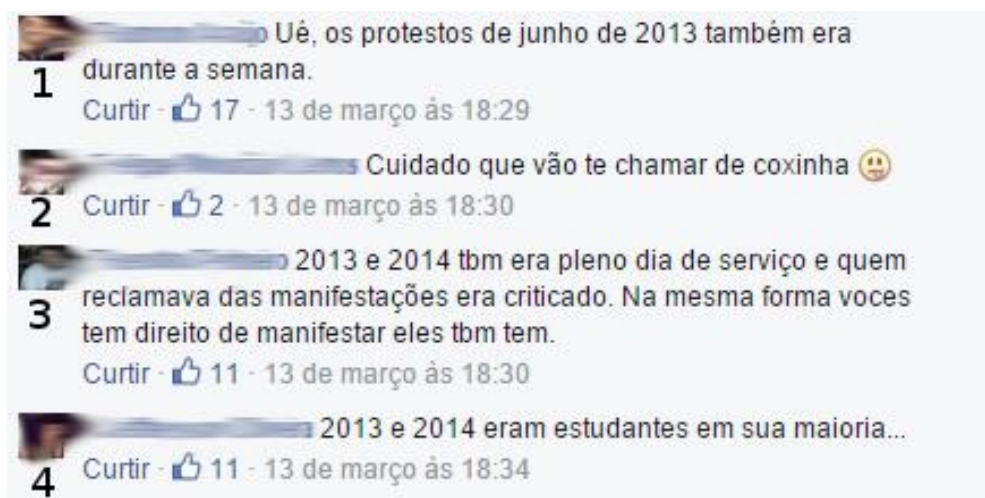 Ué, os protestos de junho de 2013 também era
durante a semana.
1
Curtir · 17 · 13 de março às 18:29
Cuidado que vão te chamar de coxinha
2
Curtir · 2 · 13 de março às 18:30
2013 e 2014 tbm era pleno dia de serviço e quem
reclamava das manifestações era criticado. Na mesma forma voces
3
tem direito de manifestar eles tbm tem.
Curtir · 11 · 13 de março às 18:30
2013 e 2014 eram estudantes em sua maioria...
Curtir · 11 · 13 de março às 18:34
4